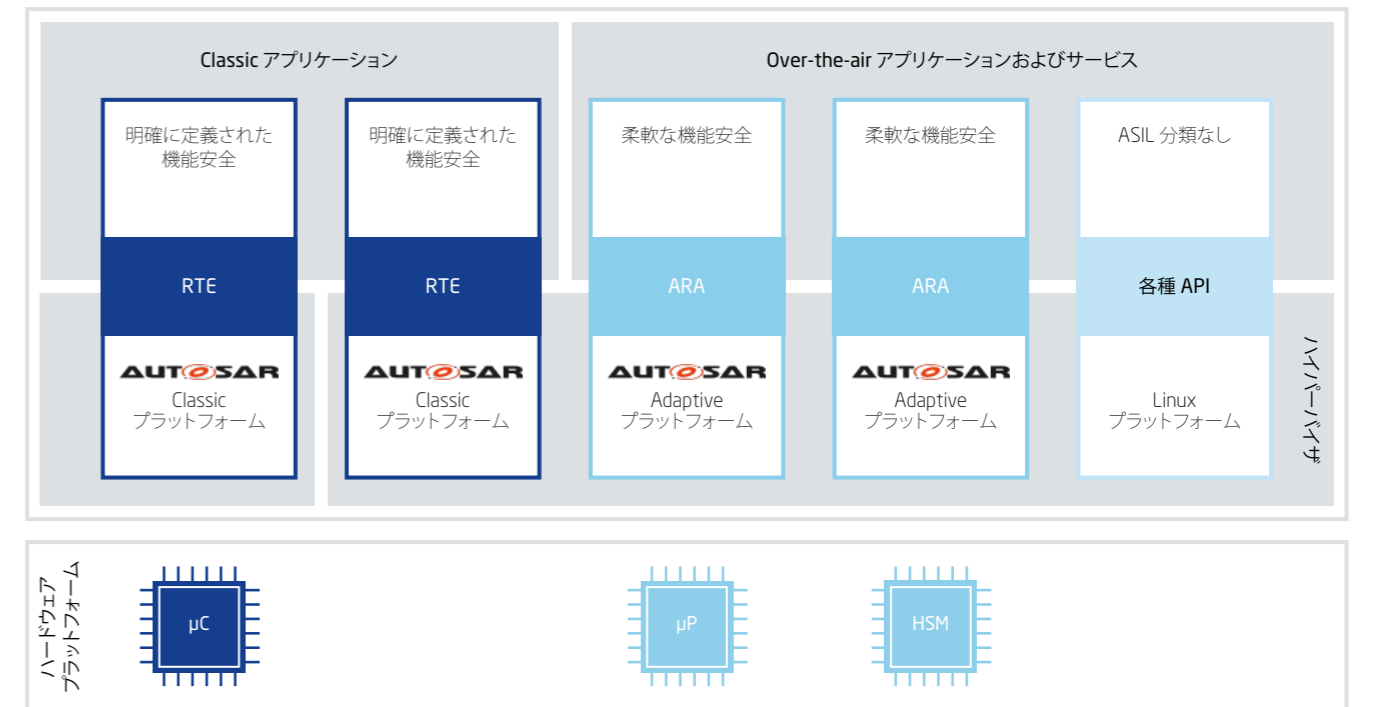 Classic アプリケーション
Over-the-air アプリケーションおよびサービス
明確に定義された
機能安全
明確に定義された
機能安全
柔軟な機能安全
柔軟な機能安全
ASIL 分類なし
RTE
RTE
ARA
ARA
各種 API
AUTOSAR
Classic
プラットフォーム
AUTOSAR
Classic
プラットフォーム
AUTOSAR
Adaptive
プラットフォーム
AUTOSAR
Adaptive
プラットフォーム
Linux
プラットフォーム
ハイパーバイザ
ハードウェア
プラットフォーム
µC
µP
HSM